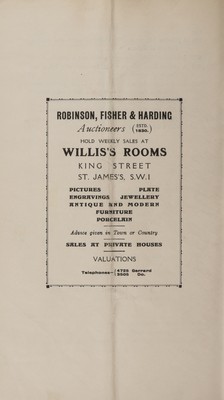 ROBINSON, FISHER & HARDING
Auctioneers (ESTD. 1830.)
HOLD WEEKLY SALES AT
WILLIS'S ROOMS
KING STREET
ST. JAMES'S, S.W.1
PICTURES PLATE
ENGRAVINGS JEWELLERY
ANTIQUE AND MODERN
FURNITURE
PORCELAIN
Advice given in Town or Country
SALES AT PRIVATE HOUSES
VALUATIONS
Telephones— 4725 Gerrard
Do.